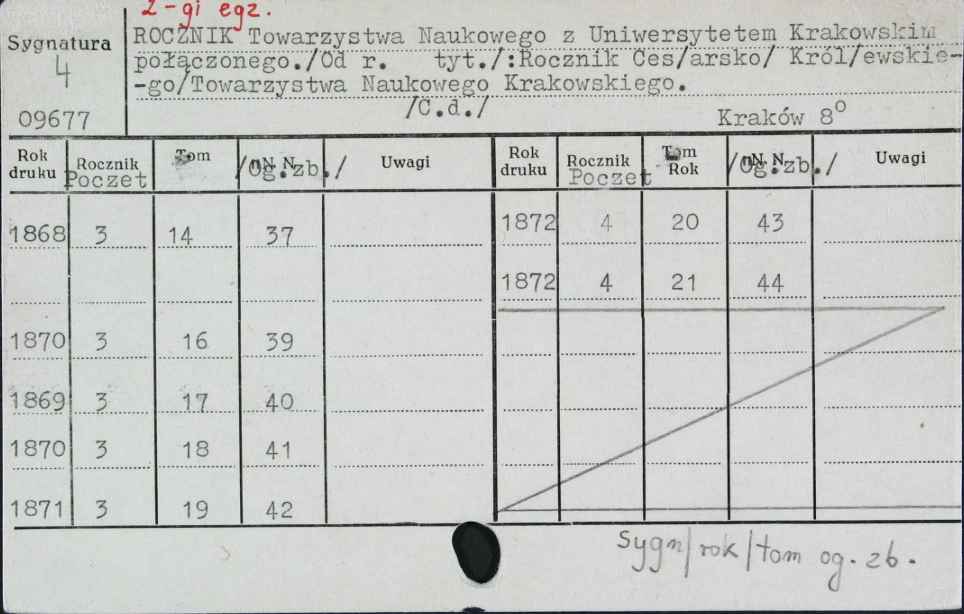 2-gi egz.
Sygnatura
4
09677
ROCZNIK Towarzystwa Naukowego z Uniwersytetem Krakowskim
połączonego./Od r. tyt./:Rocznik Ces/arsko/ Król/ewskie-
-go/Towarzystwa Naukowego Krakowskiego.
/C.d./
Kraków 8°
Rok druku Rocznik Poczet Tom /Og. zb./ Uwagi Rok druku Rocznik Poczet Tom Rok /Og. zb./ Uwagi
1868 3 14 37 1872 4 20 43
1872 4 21 44
1870 3 16 39
1869 3 17 40
1870 3 18 41
1871 3 19 42
Sygn/rok/tom og. zb.